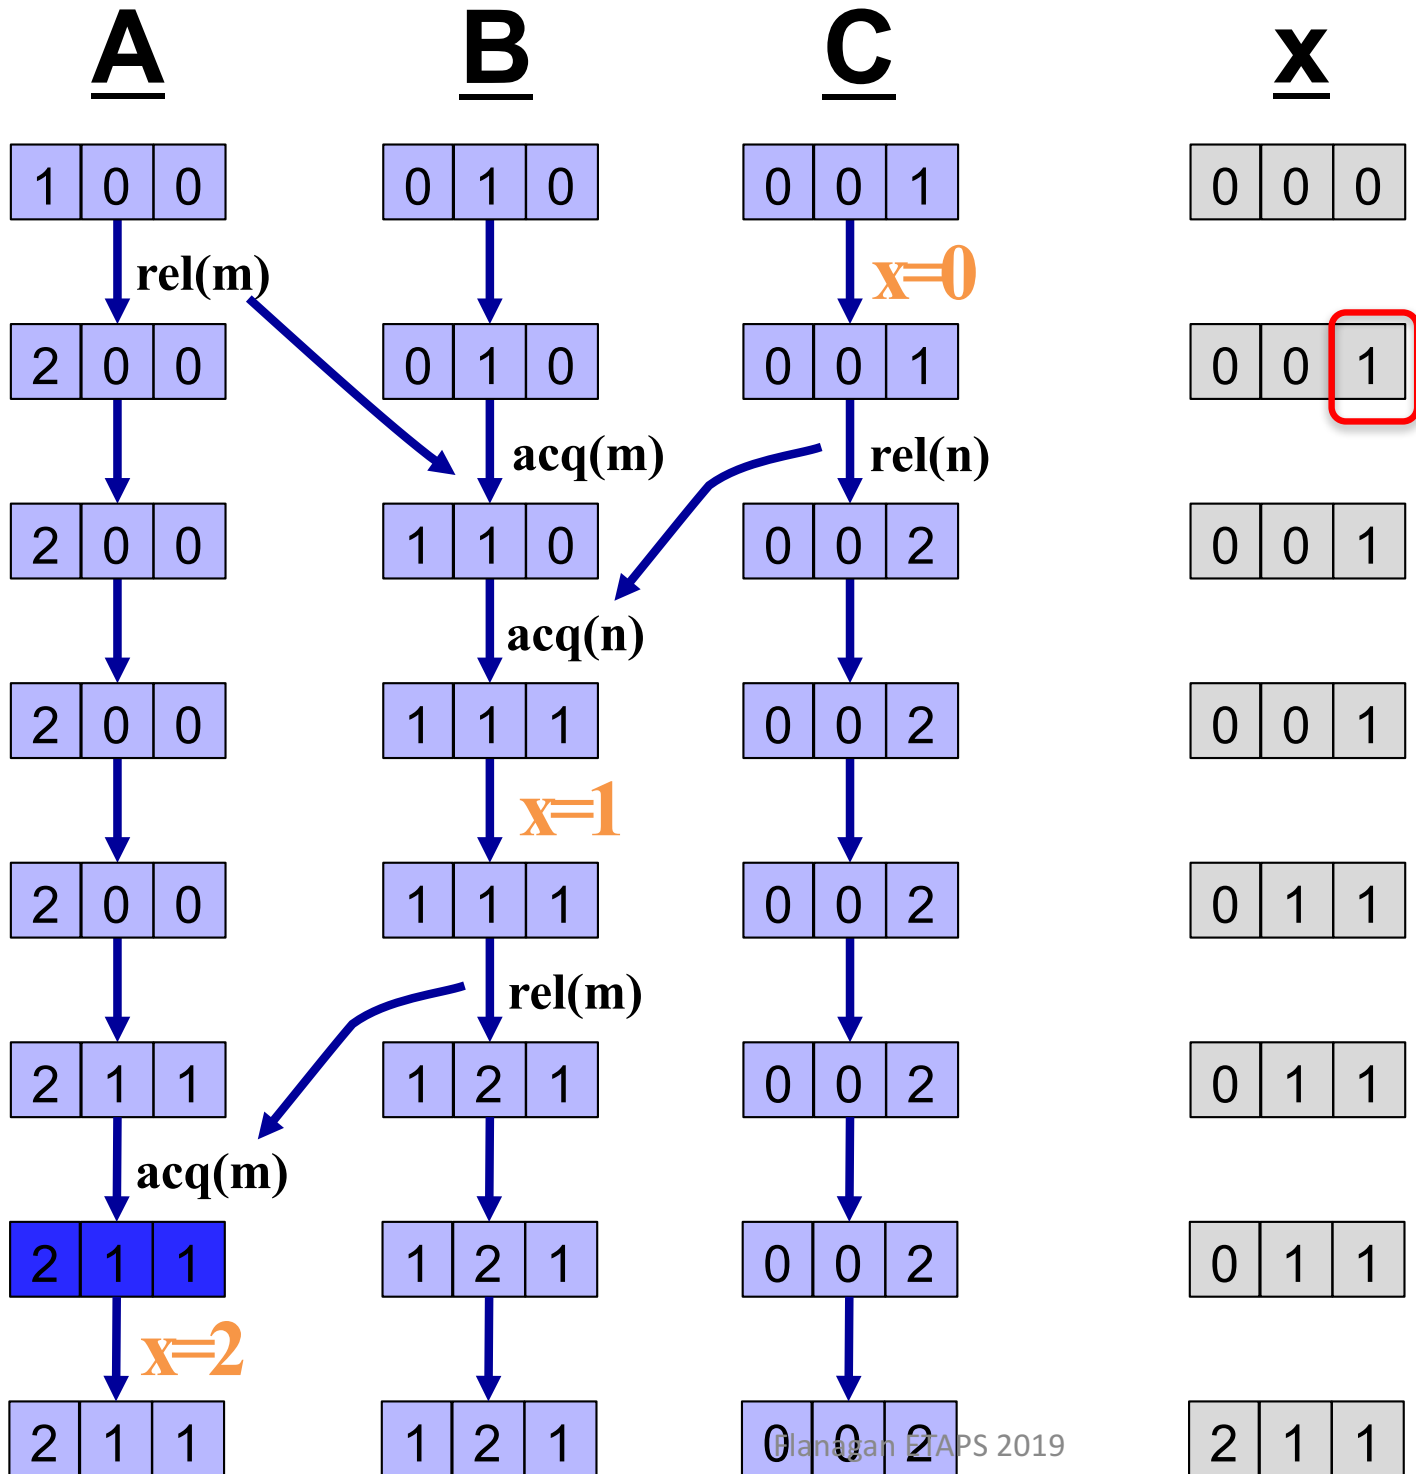 A B C x
1 0 0 0 1 0 0 0 1 0 0 0
rel(m) x=0
2 0 0 0 1 0 0 0 1 0 0 1
acq(m) rel(n)
2 0 0 1 1 0 0 0 2 0 0 1
acq(n)
2 0 0 1 1 1 0 0 2 0 0 1
x=1
2 0 0 1 1 1 0 0 2 0 1 1
rel(m)
2 1 1 1 2 1 0 0 2 0 1 1
acq(m)
2 1 1 1 2 1 0 0 2 0 1 1
x=2
2 1 1 1 2 1 0 0 2 2 1 1
Flanagan ETAPS 2019